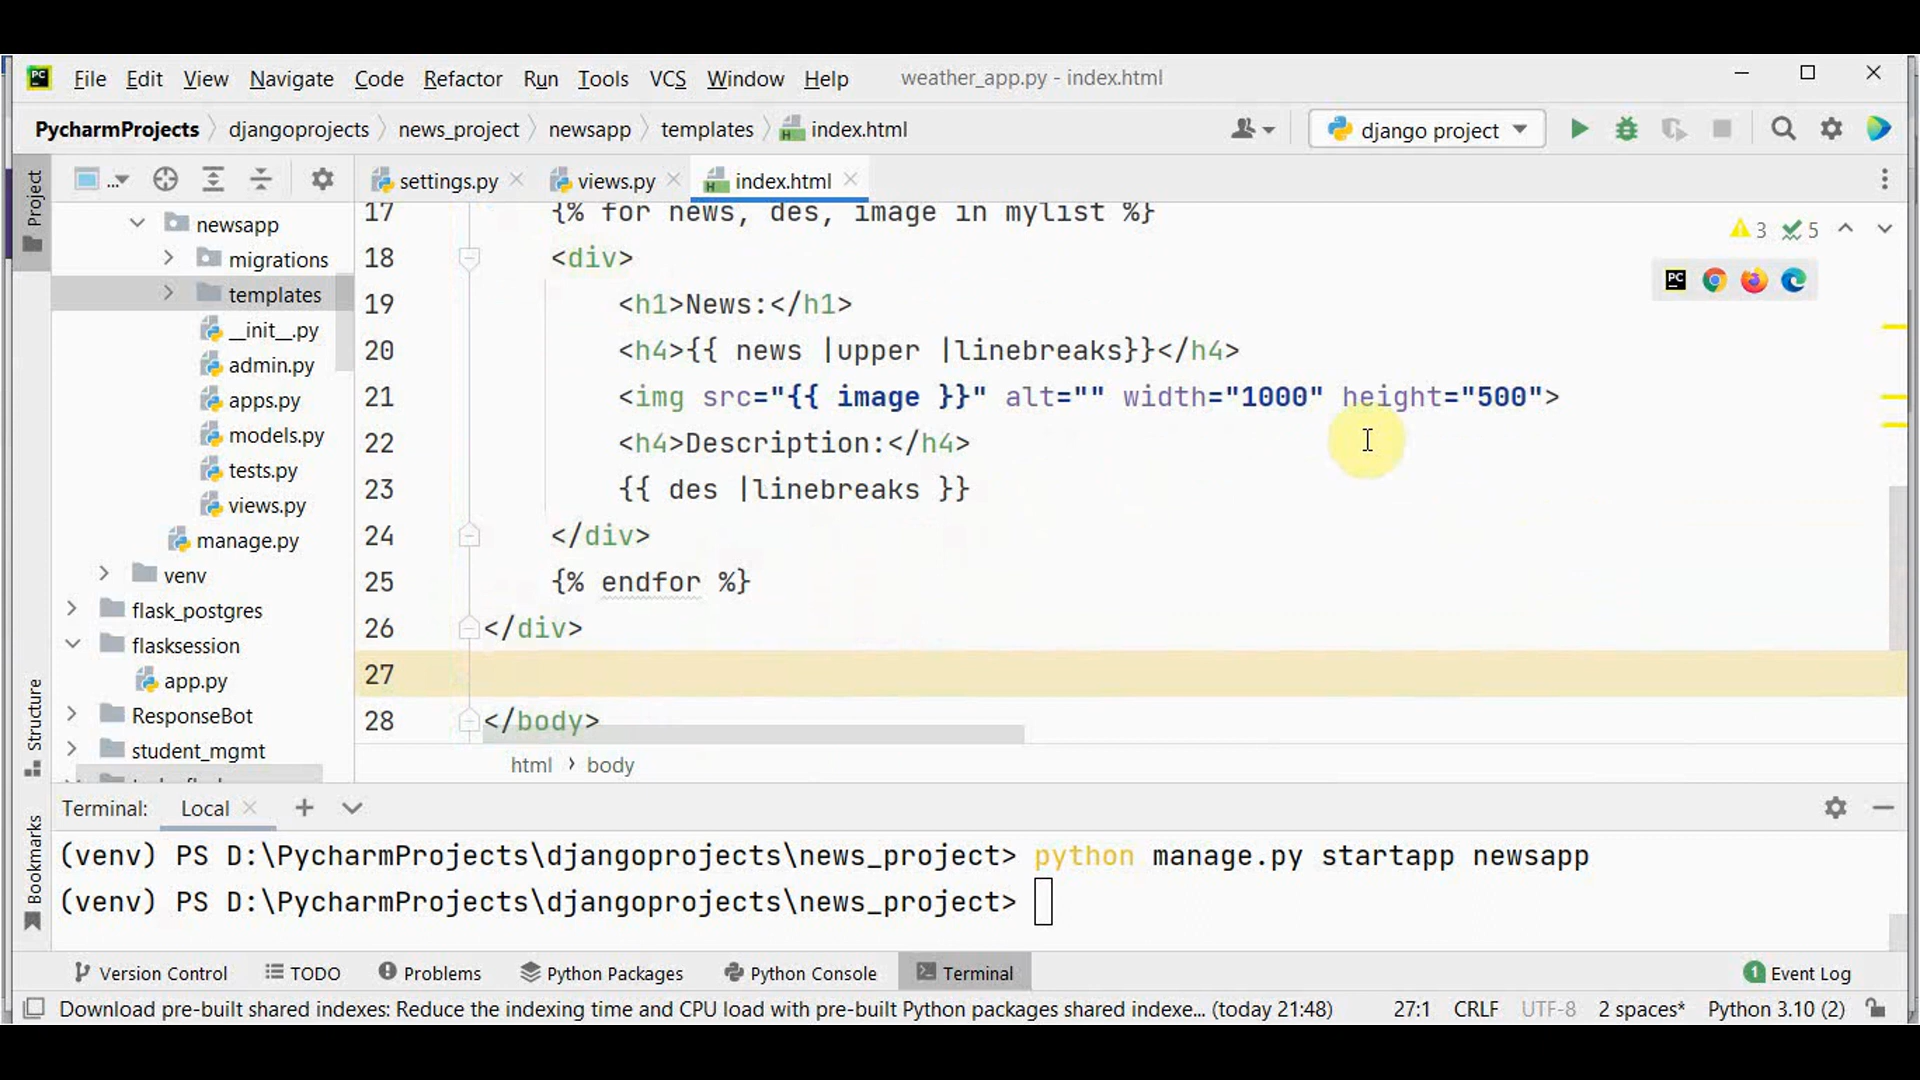 PC File Edit View Navigate Code Refactor Run Tools VCS Window Help weather_app.py - index.html
PycharmProjects djangoprojects news_project newsapp templates index.html django project
Project
... settings.py views.py index.html
newsapp
migrations
templates
__init__.py
admin.py
apps.py
models.py
tests.py
views.py
manage.py
venv
flask_postgres
flasksession
app.py
ResponseBot
student_mgmt
17 {% for news, des, image in mylist %}
18 <div>
19 <h1>News:</h1>
20 <h4>{{ news |upper |linebreaks}}</h4>
21 <img src="{{ image }}" alt="" width="1000" height="500">
22 <h4>Description:</h4>
23 {{ des |linebreaks }}
24 </div>
25 {% endfor %}
26 </div>
27
28 </body>
3 5
PC
html › body
Structure
Bookmarks
Terminal: Local
(venv) PS D:\PycharmProjects\djangoprojects\news_project> python manage.py startapp newsapp
(venv) PS D:\PycharmProjects\djangoprojects\news_project>
Version Control TODO Problems Python Packages Python Console Terminal 1 Event Log
Download pre-built shared indexes: Reduce the indexing time and CPU load with pre-built Python packages shared indexe... (today 21:48) 27:1 CRLF UTF-8 2 spaces* Python 3.10 (2)